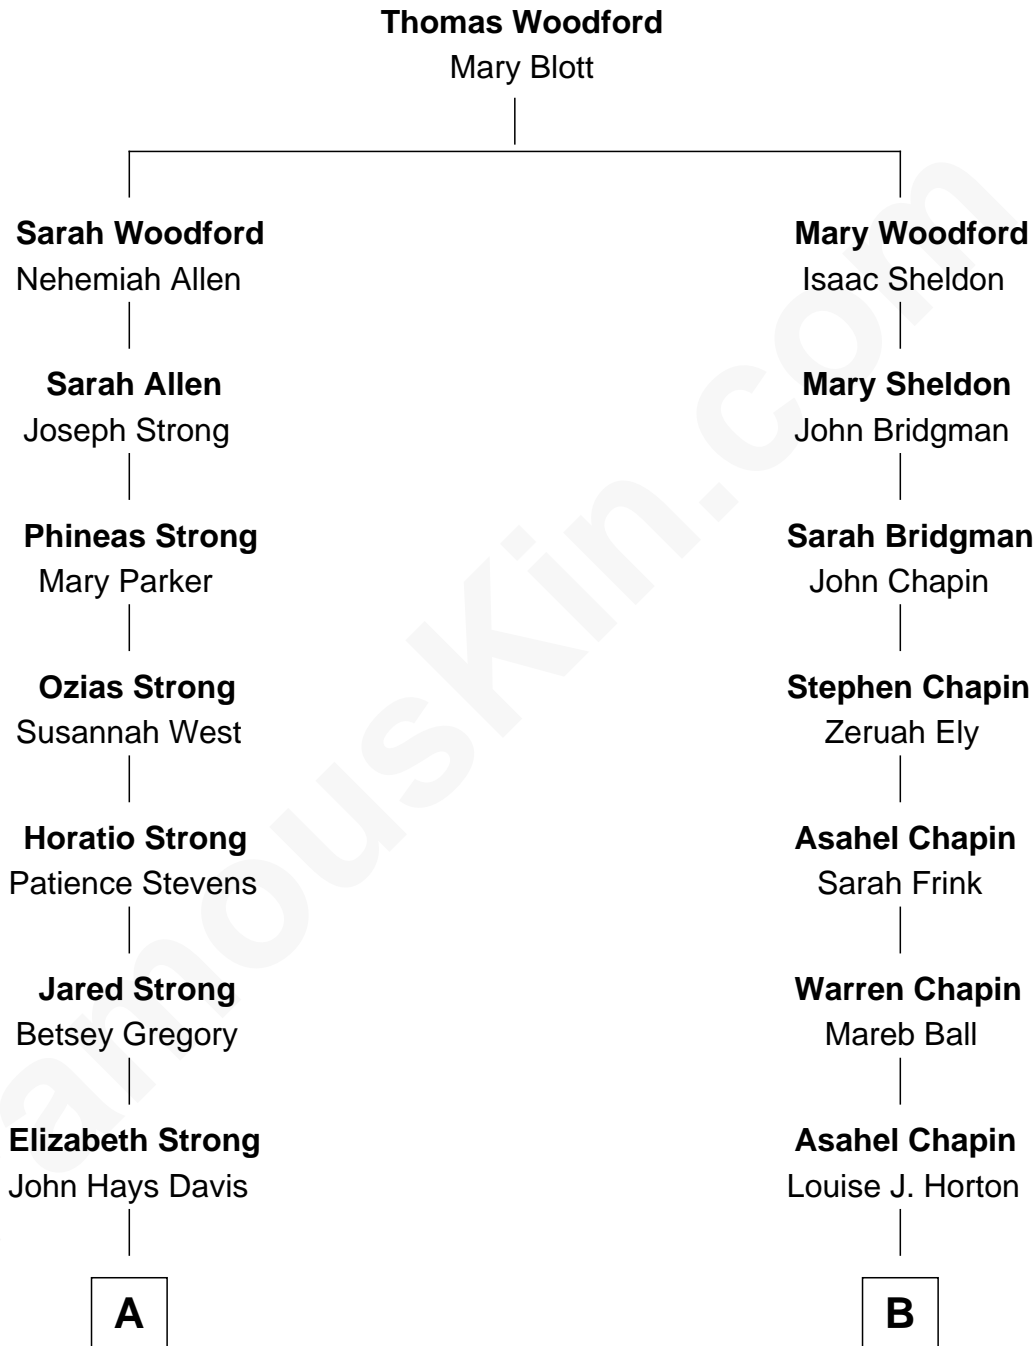 Thomas Woodford
Mary Blott
Sarah Woodford
Nehemiah Allen
Mary Woodford
Isaac Sheldon
Sarah Allen
Joseph Strong
Mary Sheldon
John Bridgman
Phineas Strong
Mary Parker
Sarah Bridgman
John Chapin
Ozias Strong
Susannah West
Stephen Chapin
Zeruah Ely
Horatio Strong
Patience Stevens
Asahel Chapin
Sarah Frink
Jared Strong
Betsey Gregory
Warren Chapin
Mareb Ball
Elizabeth Strong
John Hays Davis
Asahel Chapin
Louise J. Horton
A
B
amouskin.com